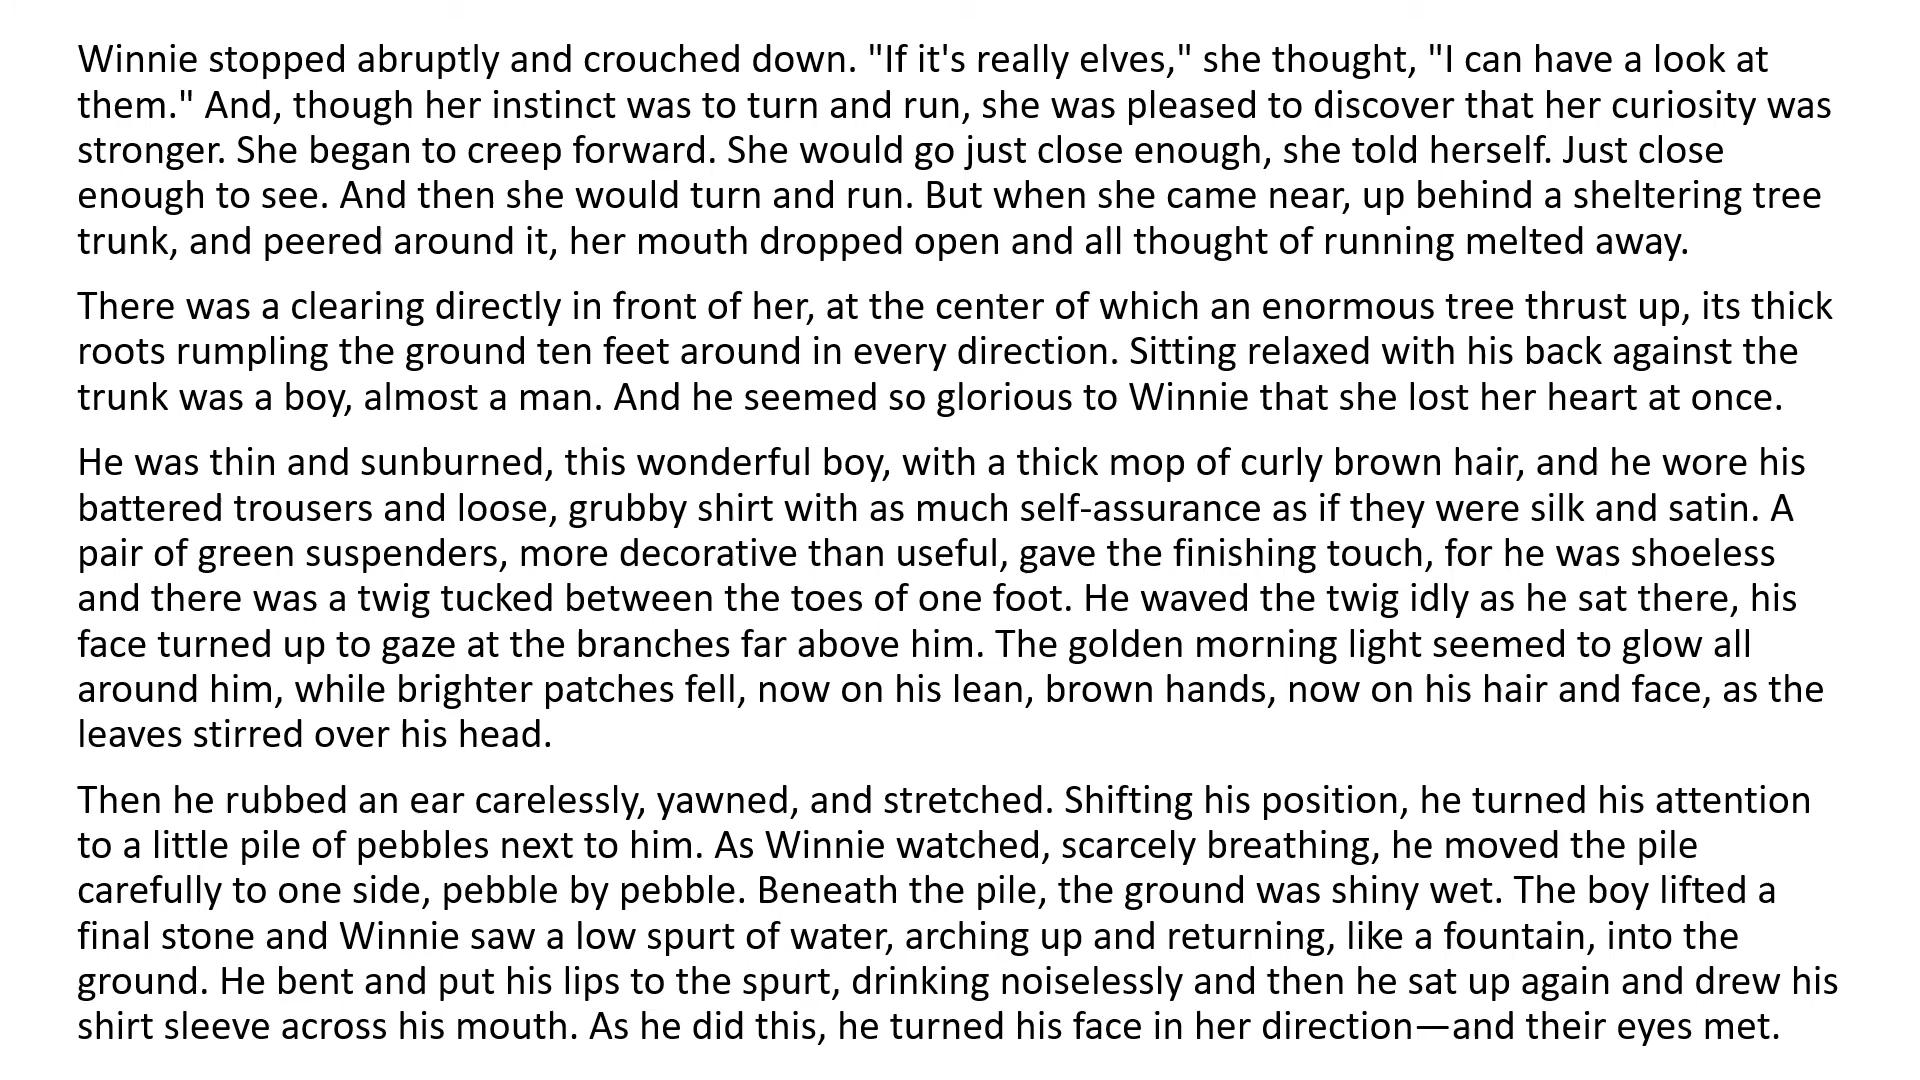 Winnie stopped abruptly and crouched down. "If it's really elves," she thought, "I can have a look at
them." And, though her instinct was to turn and run, she was pleased to discover that her curiosity was
stronger. She began to creep forward. She would go just close enough, she told herself. Just close
enough to see. And then she would turn and run. But when she came near, up behind a sheltering tree
trunk, and peered around it, her mouth dropped open and all thought of running melted away.
There was a clearing directly in front of her, at the center of which an enormous tree thrust up, its thick
roots rumpling the ground ten feet around in every direction. Sitting relaxed with his back against the
trunk was a boy, almost a man. And he seemed so glorious to Winnie that she lost her heart at once.
He was thin and sunburned, this wonderful boy, with a thick mop of curly brown hair, and he wore his
battered trousers and loose, grubby shirt with as much self-assurance as if they were silk and satin. A
pair of green suspenders, more decorative than useful, gave the finishing touch, for he was shoeless
and there was a twig tucked between the toes of one foot. He waved the twig idly as he sat there, his
face turned up to gaze at the branches far above him. The golden morning light seemed to glow all
around him, while brighter patches fell, now on his lean, brown hands, now on his hair and face, as the
leaves stirred over his head.
Then he rubbed an ear carelessly, yawned, and stretched. Shifting his position, he turned his attention
to a little pile of pebbles next to him. As Winnie watched, scarcely breathing, he moved the pile
carefully to one side, pebble by pebble. Beneath the pile, the ground was shiny wet. The boy lifted a
final stone and Winnie saw a low spurt of water, arching up and returning, like a fountain, into the
ground. He bent and put his lips to the spurt, drinking noiselessly and then he sat up again and drew his
shirt sleeve across his mouth. As he did this, he turned his face in her direction—and their eyes met.